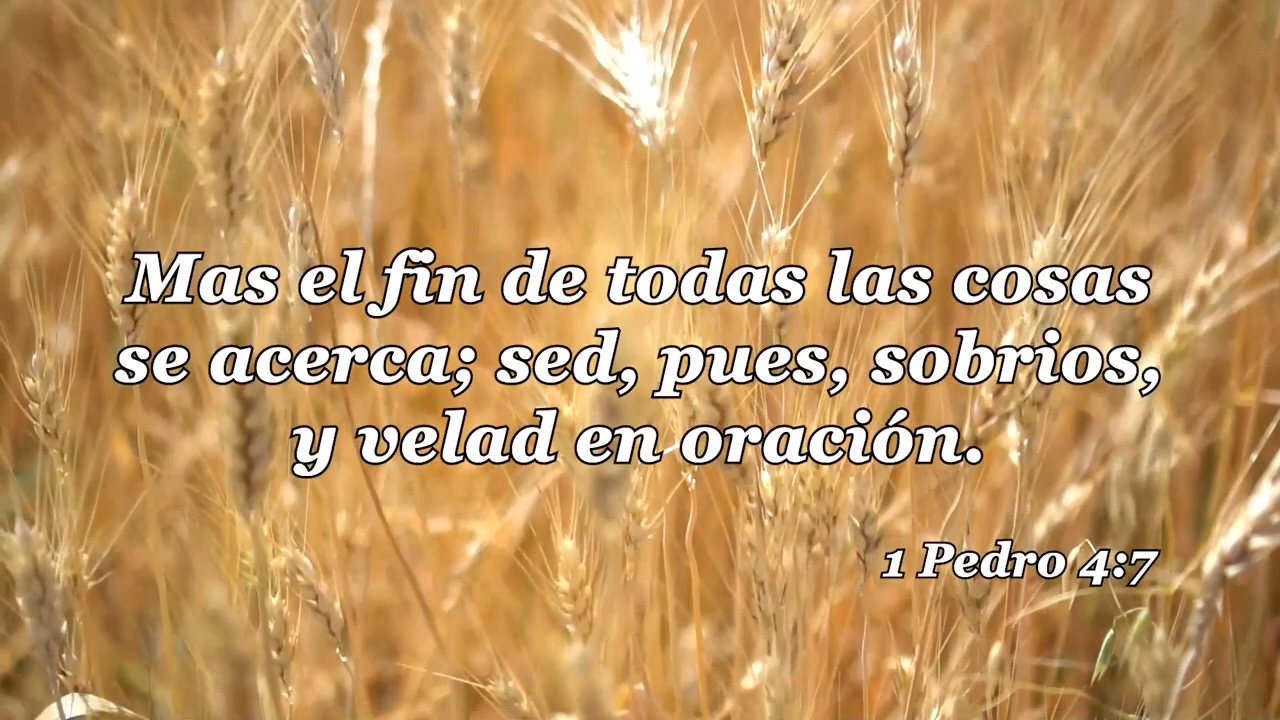 Mas el fin de todas las cosas
se acerca; sed, pues, sobrios,
y velad en oración.
1 Pedro 4:7